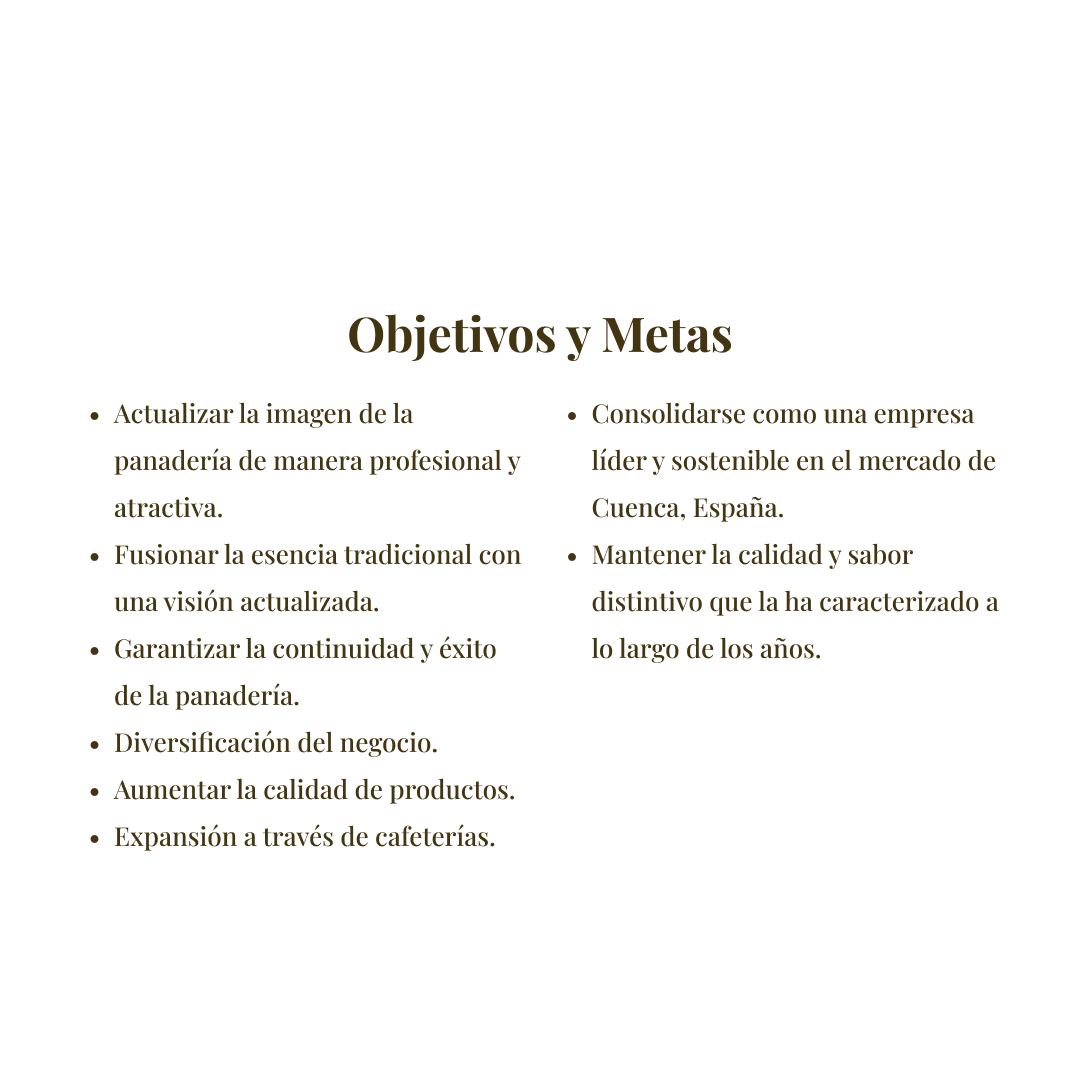 Objetivos y Metas
• Actualizar la imagen de la
panadería de manera profesional y
atractiva.
• Fusionar la esencia tradicional con
una visión actualizada.
• Garantizar la continuidad y éxito
de la panadería.
• Diversificación del negocio.
• Aumentar la calidad de productos.
• Expansión a través de cafeterías.
• Consolidarse como una empresa
líder y sostenible en el mercado de
Cuenca, España.
• Mantener la calidad y sabor
distintivo que la ha caracterizado a
lo largo de los años.